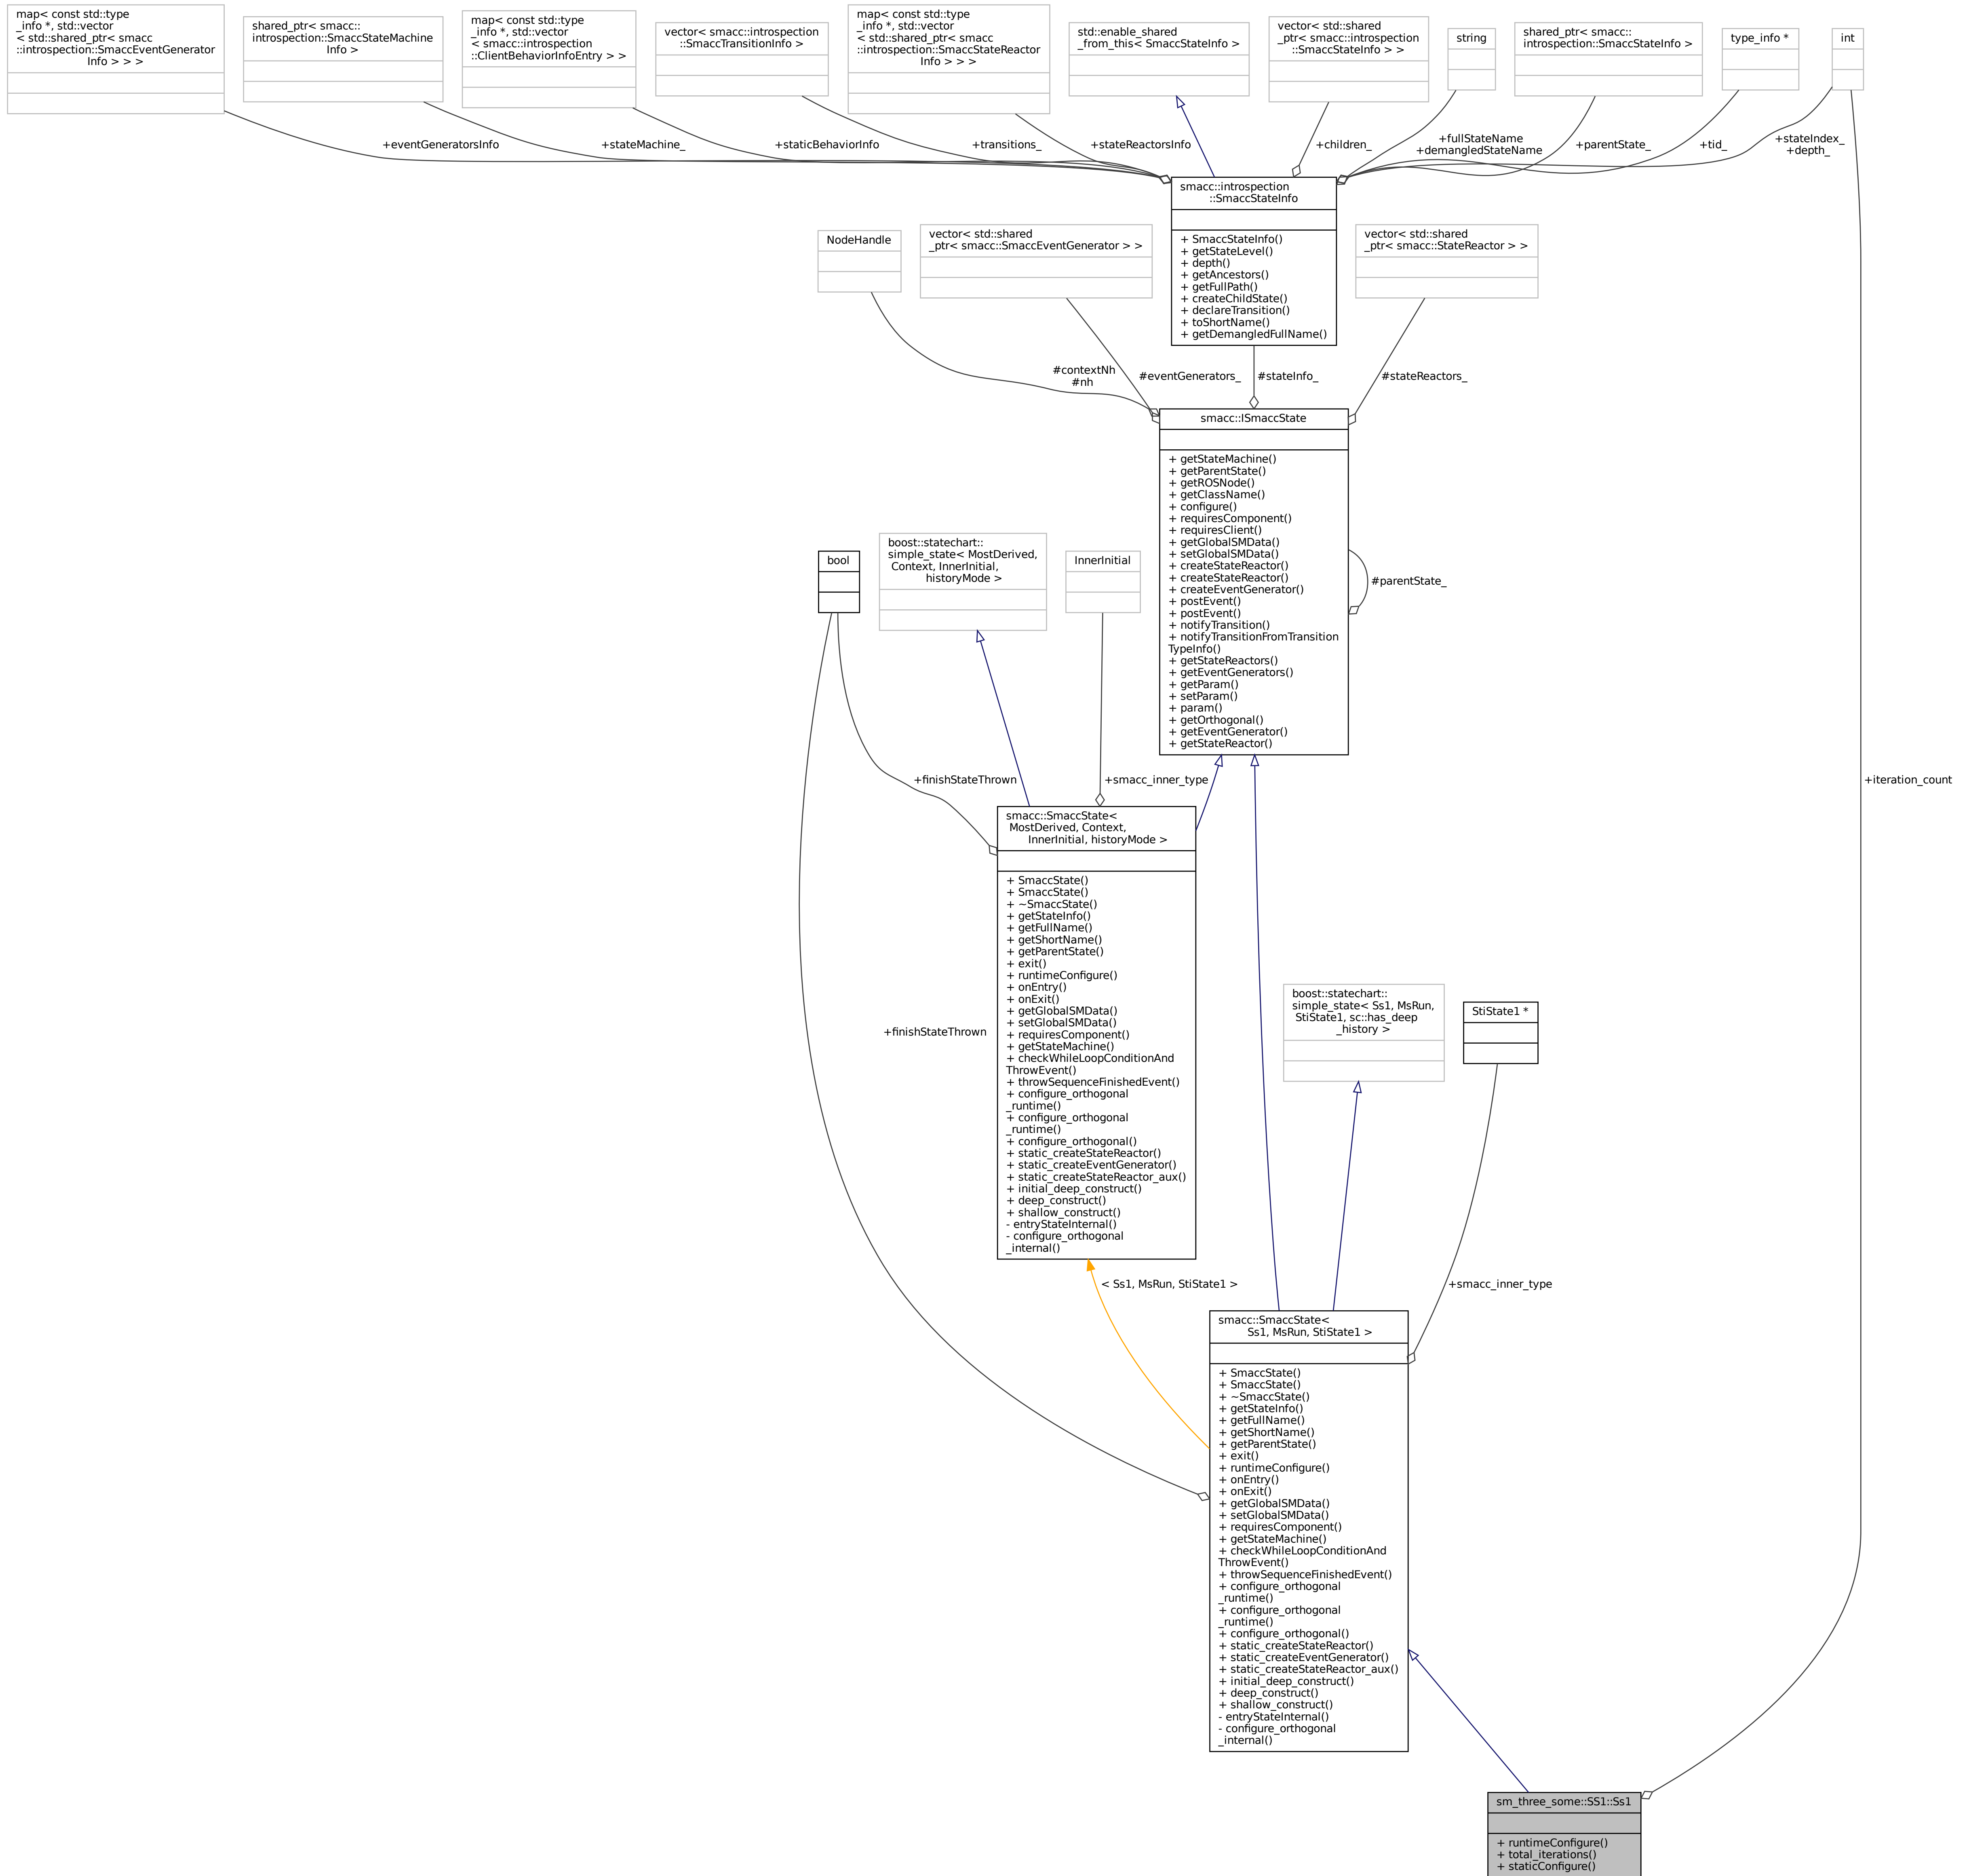 map< const std::type
_info *, std::vector
< std::shared_ptr< smacc
::introspection::SmaccEventGenerator
Info > > >
shared_ptr< smacc::
introspection::SmaccStateMachine
Info >
map< const std::type
_info *, std::vector
< smacc::introspection
::ClientBehaviorInfoEntry > >
vector< smacc::introspection
::SmaccTransitionInfo >
map< const std::type
_info *, std::vector
< std::shared_ptr< smacc
::introspection::SmaccStateReactor
Info > > >
std::enable_shared
_from_this< SmaccStateInfo >
vector< std::shared
_ptr< smacc::introspection
::SmaccStateInfo > >
string
shared_ptr< smacc::
introspection::SmaccStateInfo >
type_info *
int
+eventGeneratorsInfo
+stateMachine_
+staticBehaviorInfo
+transitions_
+stateReactorsInfo
+children_
+fullStateName
+demangledStateName
+parentState_
+tid_
+stateIndex_
+depth_
smacc::introspection
::SmaccStateInfo
+ SmaccStateInfo()
+ getStateLevel()
+ depth()
+ getAncestors()
+ getFullPath()
+ createChildState()
+ declareTransition()
+ toShortName()
+ getDemangledFullName()
NodeHandle
vector< std::shared
_ptr< smacc::SmaccEventGenerator > >
vector< std::shared
_ptr< smacc::StateReactor > >
#contextNh
#nh
#eventGenerators_
#stateInfo_
#stateReactors_
smacc::ISmaccState
+ getStateMachine()
+ getParentState()
+ getROSNode()
+ getClassName()
+ configure()
+ requiresComponent()
+ requiresClient()
+ getGlobalSMData()
+ setGlobalSMData()
+ createStateReactor()
+ createStateReactor()
+ createEventGenerator()
+ postEvent()
+ postEvent()
+ notifyTransition()
+ notifyTransitionFromTransition
TypeInfo()
+ getStateReactors()
+ getEventGenerators()
+ getParam()
+ setParam()
+ param()
+ getOrthogonal()
+ getEventGenerator()
+ getStateReactor()
#parentState_
bool
boost::statechart::
simple_state< MostDerived,
Context, InnerInitial,
historyMode >
InnerInitial
+finishStateThrown
+smacc_inner_type
+iteration_count
smacc::SmaccState<
MostDerived, Context,
InnerInitial, historyMode >
+ SmaccState()
+ SmaccState()
+ ~SmaccState()
+ getStateInfo()
+ getFullName()
+ getShortName()
+ getParentState()
+ exit()
+ runtimeConfigure()
+ onEntry()
+ onExit()
+ getGlobalSMData()
+ setGlobalSMData()
+ requiresComponent()
+ getStateMachine()
+ checkWhileLoopConditionAnd
ThrowEvent()
+ throwSequenceFinishedEvent()
+ configure_orthogonal
_runtime()
+ configure_orthogonal
_runtime()
+ configure_orthogonal()
+ static_createStateReactor()
+ static_createEventGenerator()
+ static_createStateReactor_aux()
+ initial_deep_construct()
+ deep_construct()
+ shallow_construct()
- entryStateInternal()
- configure_orthogonal
_internal()
+finishStateThrown
boost::statechart::
simple_state< Ss1, MsRun,
StiState1, sc::has_deep
_history >
StiState1 *
< Ss1, MsRun, StiState1 >
+smacc_inner_type
smacc::SmaccState<
Ss1, MsRun, StiState1 >
+ SmaccState()
+ SmaccState()
+ ~SmaccState()
+ getStateInfo()
+ getFullName()
+ getShortName()
+ getParentState()
+ exit()
+ runtimeConfigure()
+ onEntry()
+ onExit()
+ getGlobalSMData()
+ setGlobalSMData()
+ requiresComponent()
+ getStateMachine()
+ checkWhileLoopConditionAnd
ThrowEvent()
+ throwSequenceFinishedEvent()
+ configure_orthogonal
_runtime()
+ configure_orthogonal
_runtime()
+ configure_orthogonal()
+ static_createStateReactor()
+ static_createEventGenerator()
+ static_createStateReactor_aux()
+ initial_deep_construct()
+ deep_construct()
+ shallow_construct()
- entryStateInternal()
- configure_orthogonal
_internal()
sm_three_some::SS1::Ss1
+ runtimeConfigure()
+ total_iterations()
+ staticConfigure()